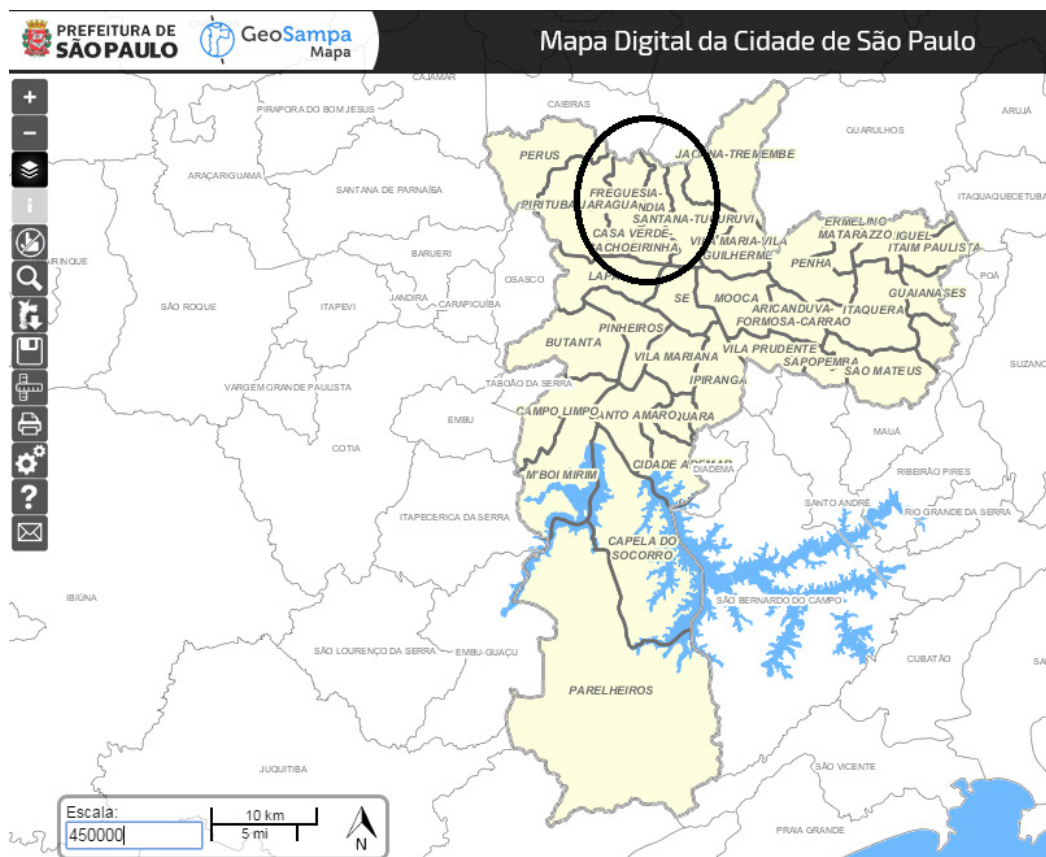 PREFEITURA DE
SÃO PAULO
GeoSampa
Mapa
Mapa Digital da Cidade de São Paulo
CAJAMAR
CAIEIRAS
PIRAPORA DO BOM JESUS
ARUJÁ
GUARULHOS
PERUS
JAÇANA-TREMEMBE
ARAÇARIGUAMA
SANTANA DE PARNAÍBA
FREGUESIA-
ITAQUAQUECETUBA
PIRITUBA-JARAGUA
NDIA
SANTANA-TUCURUVI
ERMELINO
MATARAZZO
IGUEL
CASA VERDE-
CACHOEIRINHA
VILA MARIA-VILA
GUILHERME
ITAIM PAULISTA
BARUERI
PENHA
OSASCO
LAPA
POÁ
GUAIANASES
SÃO ROQUE
ITAPEVI
JANDIRA
CARAPICUÍBA
SE
MOOCA
ARICANDUVA-
FORMOSA-CARRAO
ITAQUERA
PINHEIROS
BUTANTA
VILA MARIANA
VILA PRUDENTE
SAPOPEMBA
SAO MATEUS
SUZANO
IPIRANGA
VARGEM GRANDE PAULISTA
TABOÃO DA SERRA
EMBU
CAMPO LIMPO
SANTO AMARO
QUARA
MAUÁ
COTIA
M'BOI MIRIM
CIDADE ADEMAR
DIADEMA
RIBEIRÃO PIRES
SANTO ANDRÉ
RIO GRANDE DA SERRA
ITAPECERICA DA SERRA
CAPELA DO
SOCORRO
IBIÚNA
SÃO BERNARDO DO CAMPO
SÃO LOURENÇO DA SERRA
EMBU-GUAÇU
CUBATÃO
PARELHEIROS
JUQUITIBA
SÃO VICENTE
Escala:
450000
10 km
5 mi
N
PRAIA GRANDE